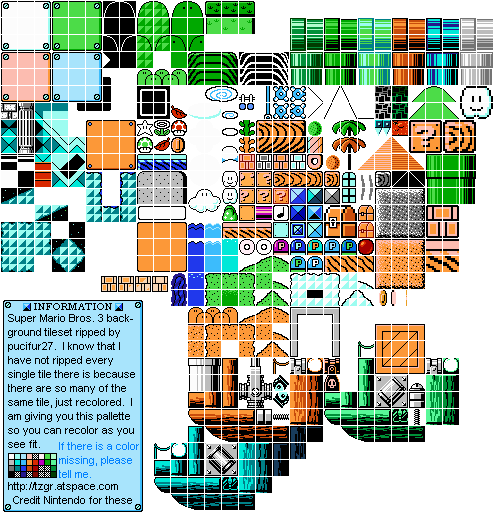 INFORMATION
Super Mario Bros. 3 back-
ground tileset ripped by
pucifur27. I know that I
have not ripped every
single tile there is because
there are so many of the
same tile, just recolored. I
am giving you this pallette
so you can recolor as you
see fit.
If there is a color
missing, please
tell me.
http://tzgr.atspace.com
Credit Nintendo for these